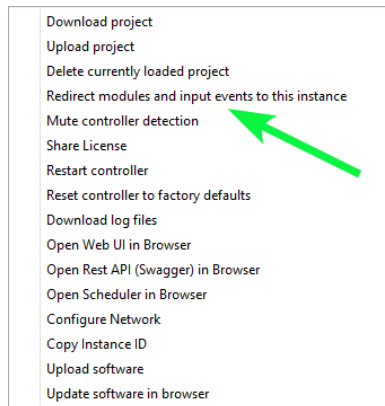 Download project
Upload project
Delete currently loaded project
Redirect modules and input events to this instance
Mute controller detection
Share License
Restart controller
Reset controller to factory defaults
Download log files
Open Web UI in Browser
Open Rest API (Swagger) in Browser
Open Scheduler in Browser
Configure Network
Copy Instance ID
Upload software
Update software in browser